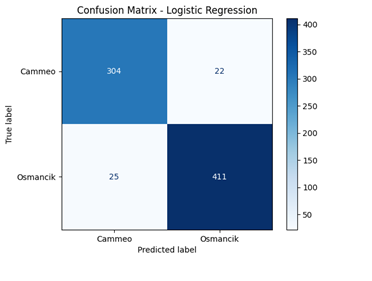 Confusion Matrix - Logistic Regression
400
350
300
250
200
150
100
50
True label
Cammeo
304
22
Osmancik
25
411
Cammeo
Osmancik
Predicted label